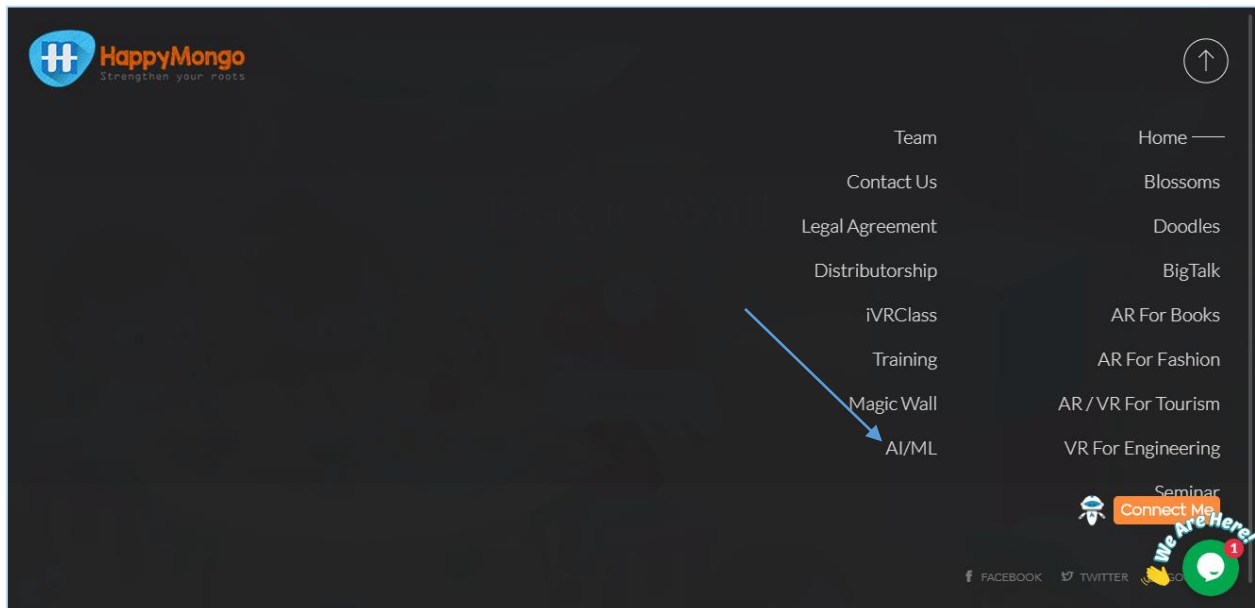 HappyMongo
Strengthen your roots
Team
Contact Us
Legal Agreement
Distributorship
iVRClass
Training
Magic Wall
AI/ML
Home
Blossoms
Doodles
BigTalk
AR For Books
AR For Fashion
AR / VR For Tourism
VR For Engineering
Seminar
Connect Me
We Are Here!
1
FACEBOOK
TWITTER